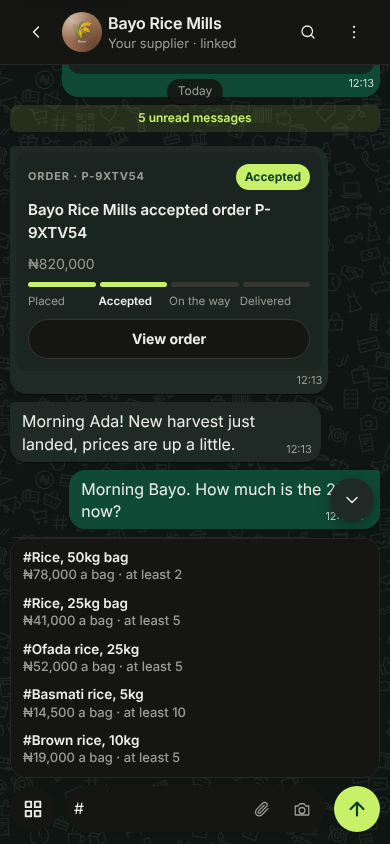 Bayo Rice Mills
Your supplier · linked
12:13
Today
5 unread messages
ORDER · P-9XTV54
Accepted
Bayo Rice Mills accepted order P-
9XTV54
₦820,000
Placed
Accepted
On the way
Delivered
View order
12:13
Morning Ada! New harvest just
landed, prices are up a little.
12:13
Morning Bayo. How much is the
now?
#Rice, 50kg bag
₦78,000 a bag · at least 2
#Rice, 25kg bag
₦41,000 a bag · at least 5
#Ofada rice, 25kg
₦52,000 a bag · at least 5
#Basmati rice, 5kg
₦14,500 a bag · at least 10
#Brown rice, 10kg
₦19,000 a bag · at least 5
#